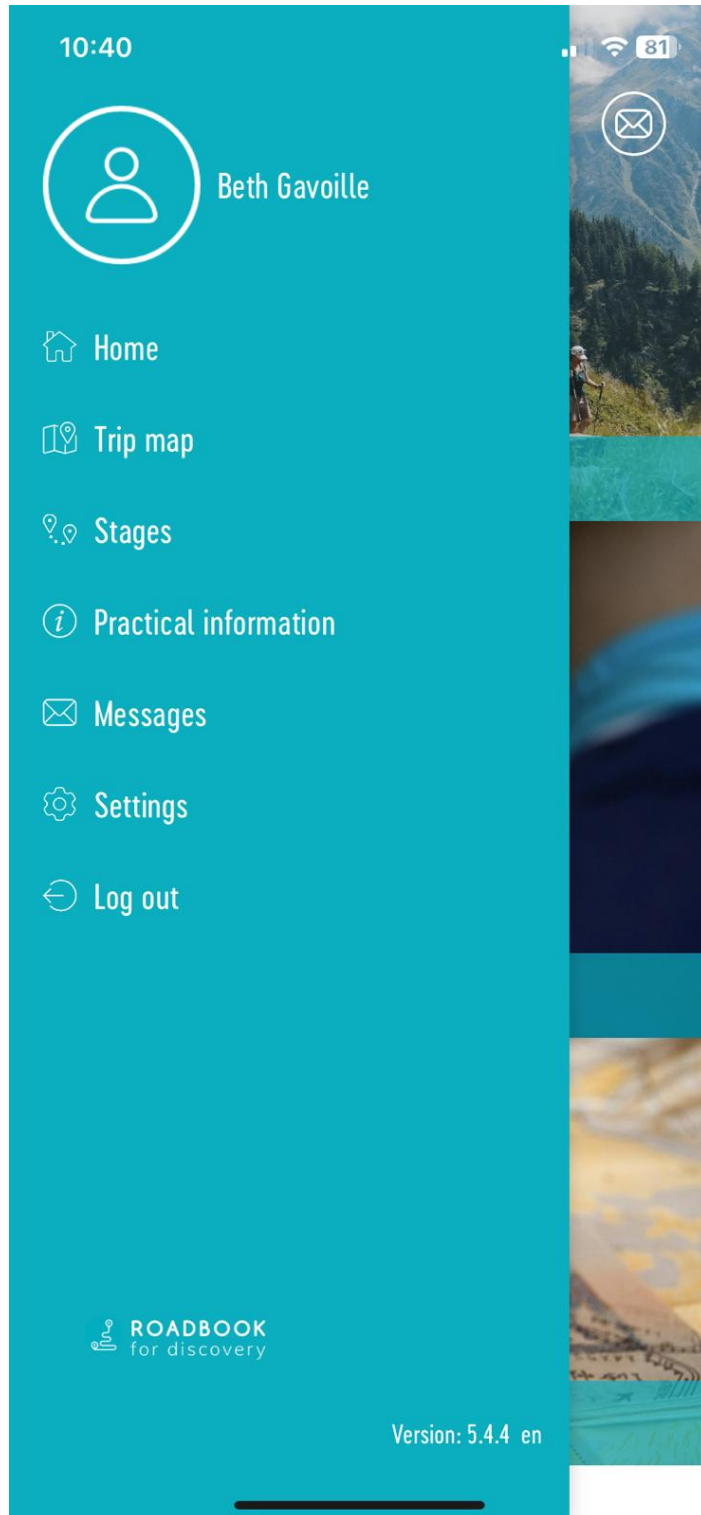 10:40
81
Beth Gavoille
Home
Trip map
Stages
Practical information
Messages
Settings
Log out
ROADBOOK
for discovery
Version: 5.4.4 en